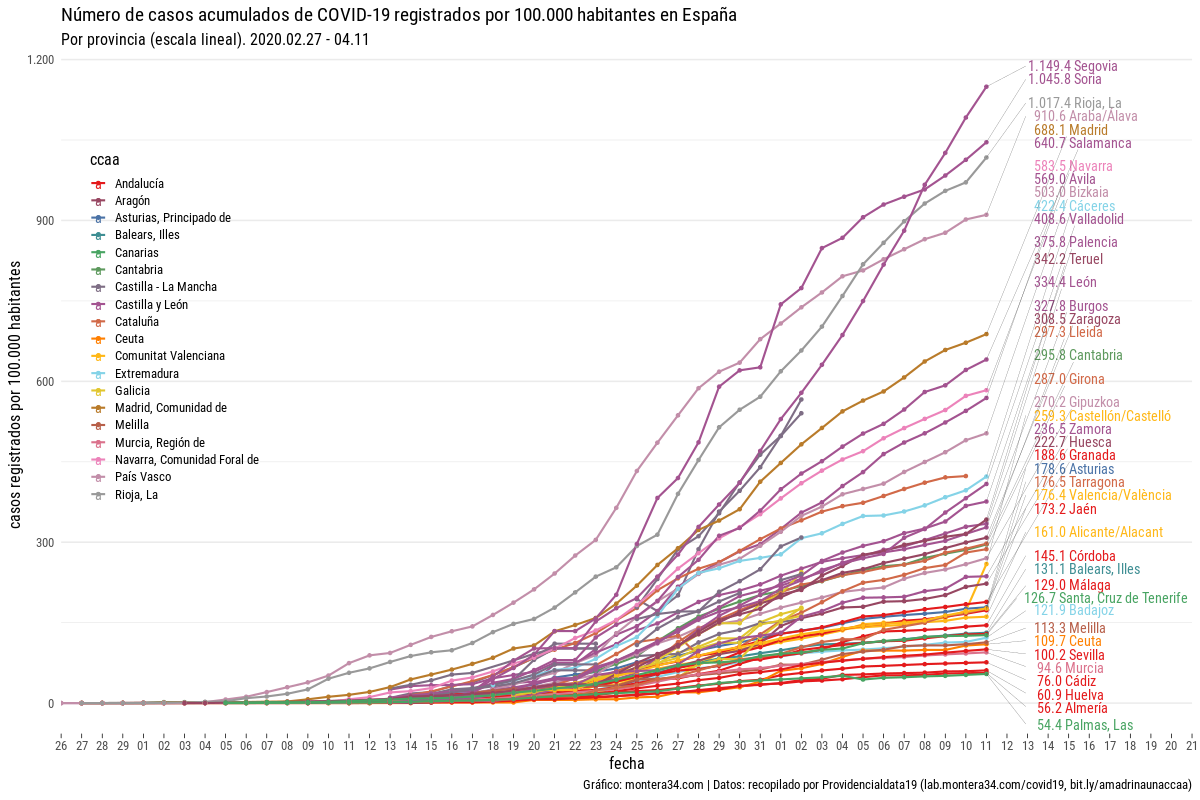 Número de casos acumulados de COVID-19 registrados por 100.000 habitantes en España
Por provincia (escala lineal). 2020.02.27 - 04.11
casos registrados por 100.000 habitantes
1.200
900
600
300
0
ccaa
Andalucía
Aragón
Asturias, Principado de
Balears, Illes
Canarias
Cantabria
Castilla - La Mancha
Castilla y León
Cataluña
Ceuta
Comunitat Valenciana
Extremadura
Galicia
Madrid, Comunidad de
Melilla
Murcia, Región de
Navarra, Comunidad Foral de
País Vasco
Rioja, La
1.149.4 Segovia
1.045.8 Soria
1.017.4 Rioja, La
910.6 Araba/Álava
688.1 Madrid
640.7 Salamanca
583.5 Navarra
569.0 Ávila
503.0 Bizkaia
422.4 Cáceres
408.6 Valladolid
375.8 Palencia
342.2 Teruel
334.4 León
327.8 Burgos
308.5 Zaragoza
297.3 Lleida
295.8 Cantabria
287.0 Girona
270.2 Gipuzkoa
259.3 Castellón/Castelló
236.5 Zamora
222.7 Huesca
188.6 Granada
178.6 Asturias
176.5 Tarragona
176.4 Valencia/València
173.2 Jaén
161.0 Alicante/Alacant
145.1 Córdoba
131.1 Balears, Illes
129.0 Málaga
126.7 Santa, Cruz de Tenerife
121.9 Badajoz
113.3 Melilla
109.7 Ceuta
100.2 Sevilla
94.6 Murcia
76.0 Cádiz
60.9 Huelva
56.2 Almería
54.4 Palmas, Las
26 27 28 29 01 02 03 04 05 06 07 08 09 10 11 12 13 14 15 16 17 18 19 20 21 22 23 24 25 26 27 28 29 30 31 01 02 03 04 05 06 07 08 09 10 11 12 13 14 15 16 17 18 19 20 21
fecha
Gráfico: montera34.com | Datos: recopilado por Providencialdata19 (lab.montera34.com/covid19, bit.ly/amadrinaunaccaa)